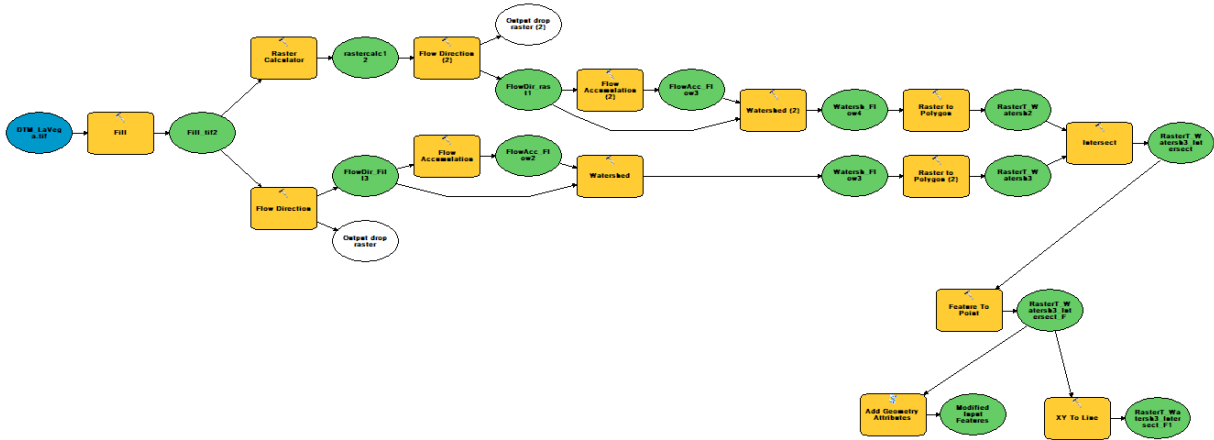 DTM_LaVeg
a.tif
Fill
Fill_tif2
Raster
Calculator
rastercalc1
2
Flow Direction
(2)
Output drop
raster (2)
FlowDir_ras
t1
Flow
Accumulation
(2)
FlowAcc_Fl
ow3
Watershed (2)
Watersh_Fl
ow4
Raster to
Polygon
RasterT_W
atersh2
Intersect
RasterT_W
atersh3_Int
ersect
Flow Direction
FlowDir_Fill
3
Output drop
raster
Flow
Accumulation
FlowAcc_Fl
ow2
Watershed
Watersh_Fl
ow3
Raster to
Polygon (2)
RasterT_W
atersh3
Feature To
Point
RasterT_W
atersh3_Int
ersect_F
Add Geometry
Attributes
Modified
Input
Features
XY To Line
RasterT_Wa
tersh3_Inter
sect_F1